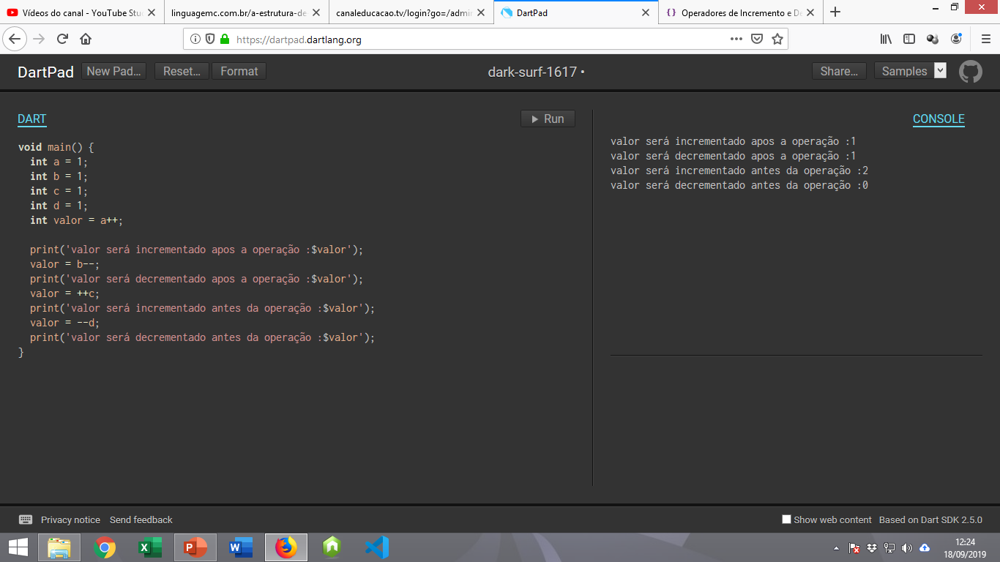 Vídeos do canal - YouTube Stu
linguagemc.com.br/a-estrutura-de
canaleducacao.tv/login?go=/admin
DartPad
{ } Operadores de Incremento e De
https://dartpad.dartlang.org
DartPad
New Pad...
Reset...
Format
dark-surf-1617 •
Share...
Samples
DART
Run
CONSOLE
void main() {
  int a = 1;
  int b = 1;
  int c = 1;
  int d = 1;
  int valor = a++;
  print('valor será incrementado apos a operação :$valor');
  valor = b--;
  print('valor será decrementado apos a operação :$valor');
  valor = ++c;
  print('valor será incrementado antes da operação :$valor');
  valor = --d;
  print('valor será decrementado antes da operação :$valor');
}
valor será incrementado apos a operação :1
valor será decrementado apos a operação :1
valor será incrementado antes da operação :2
valor será decrementado antes da operação :0
Privacy notice
Send feedback
Show web content
Based on Dart SDK 2.5.0
12:24
18/09/2019